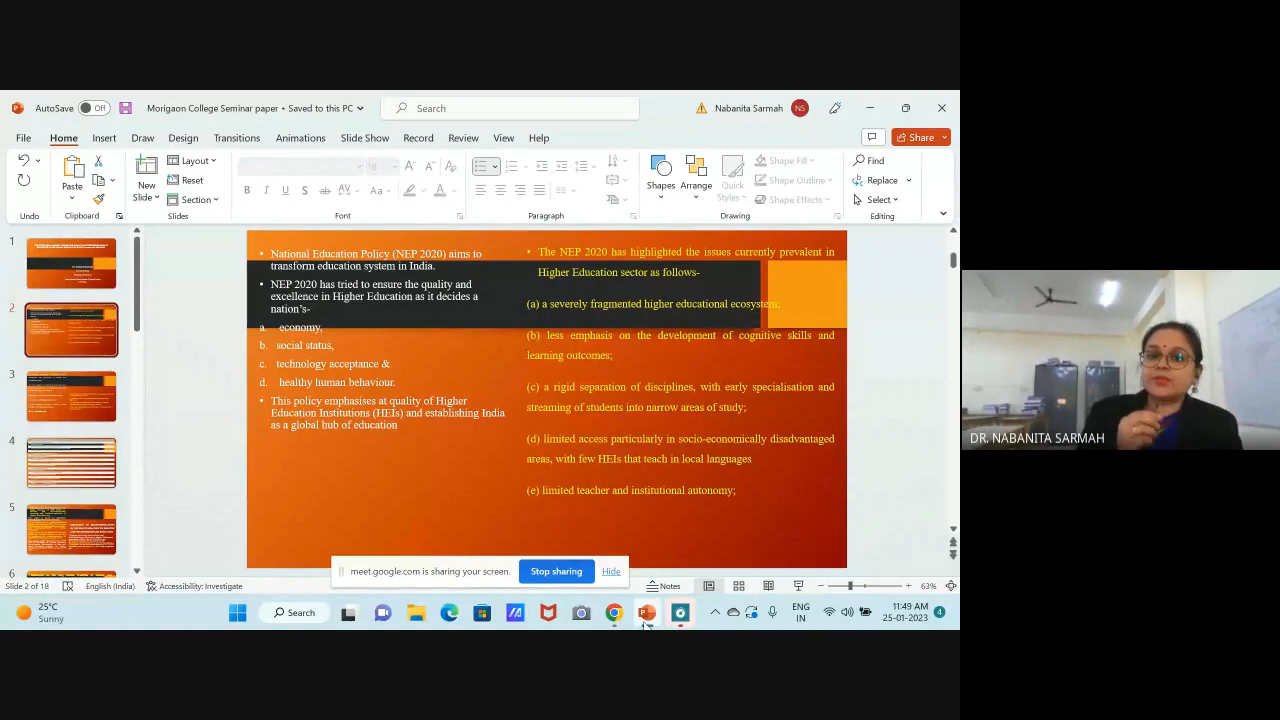 AutoSave Off Morigaon College Seminar paper • Saved to this PC Search Nabanita Sarmah NS
File Home Insert Draw Design Transitions Animations Slide Show Record Review View Help Share
Paste New Slide Layout Reset Section
B I U S ab AV Aa A
Shapes Arrange Quick Styles Shape Fill Shape Outline Shape Effects
Find Replace Select
Undo Clipboard Slides Font Paragraph Drawing Editing
1
2
3
4
5
6
• National Education Policy (NEP 2020) aims to
transform education system in India.
• NEP 2020 has tried to ensure the quality and
excellence in Higher Education as it decides a
nation's-
a. economy,
b. social status,
c. technology acceptance &
d. healthy human behaviour.
• This policy emphasises at quality of Higher
Education Institutions (HEIs) and establishing India
as a global hub of education
• The NEP 2020 has highlighted the issues currently prevalent in
Higher Education sector as follows-
(a) a severely fragmented higher educational ecosystem;
(b) less emphasis on the development of cognitive skills and
learning outcomes;
(c) a rigid separation of disciplines, with early specialisation and
streaming of students into narrow areas of study;
(d) limited access particularly in socio-economically disadvantaged
areas, with few HEIs that teach in local languages
(e) limited teacher and institutional autonomy;
DR. NABANITA SARMAH
meet.google.com is sharing your screen. Stop sharing Hide
Slide 2 of 18 English (India) Accessibility: Investigate Notes 63%
25°C
Sunny
Search
ENG
IN
11:49 AM
25-01-2023
4